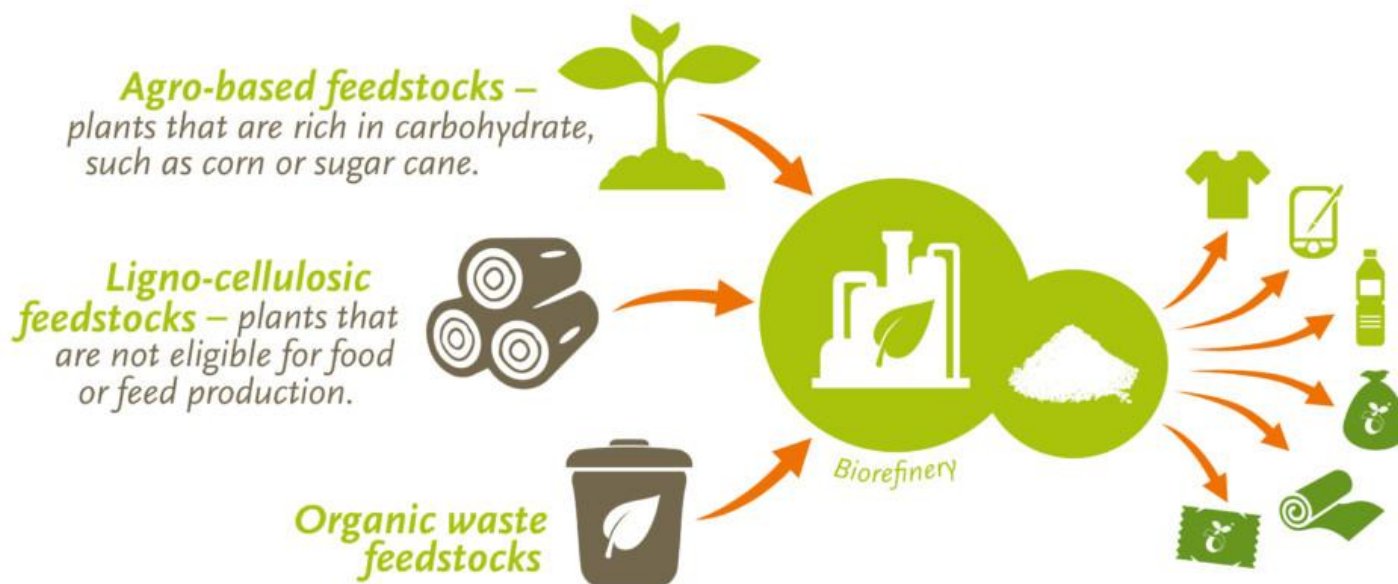 Agro-based feedstocks –
plants that are rich in carbohydrate,
such as corn or sugar cane.
Ligno-cellulosic
feedstocks – plants that
are not eligible for food
or feed production.
Organic waste
feedstocks
Biorefinery